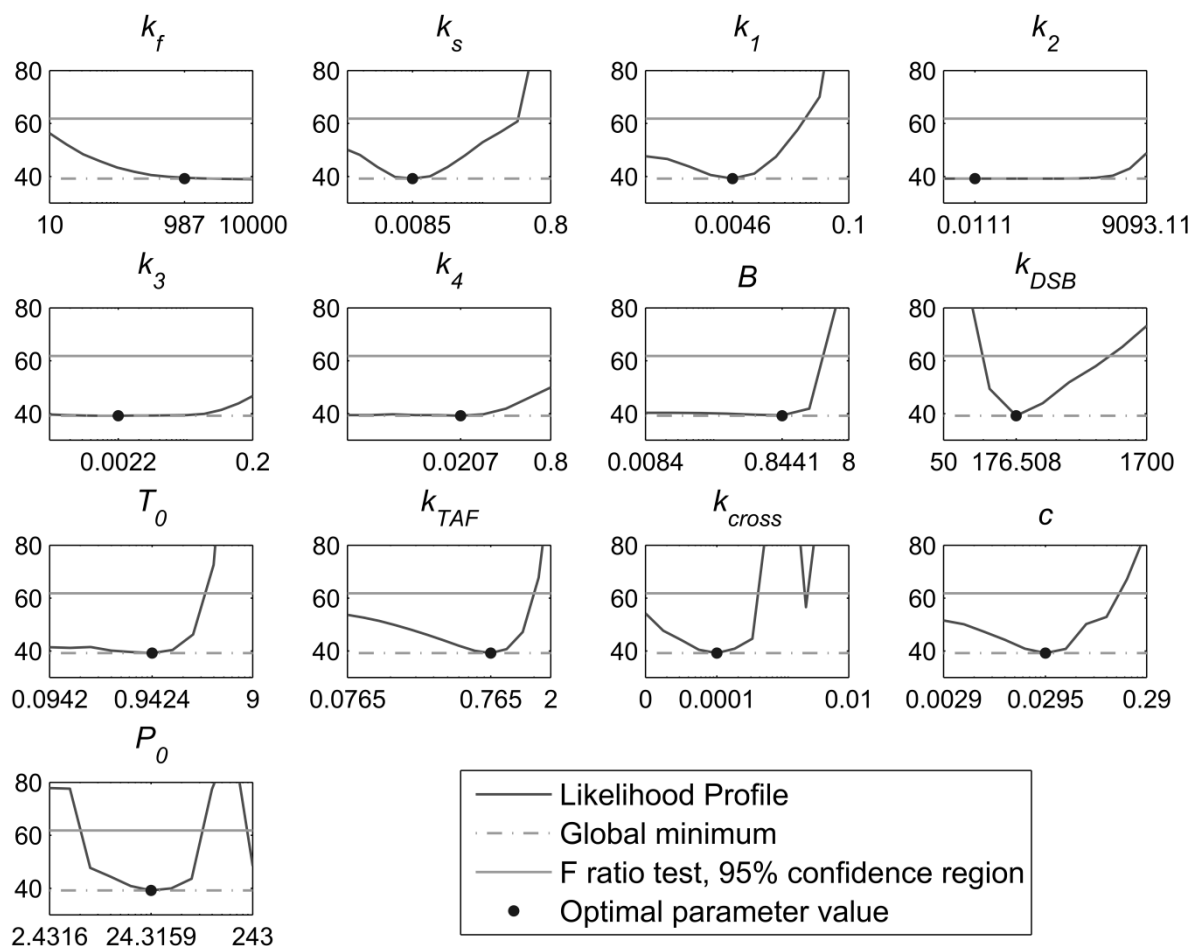 k_f k_s k_1 k_2
80 80 80 80
60 60 60 60
40 40 40 40
10 987 10000 0.0085 0.8 0.0046 0.1 0.0111 9093.11
k_3 k_4 B k_DSB
80 80 80 80
60 60 60 60
40 40 40 40
0.0022 0.2 0.0207 0.8 0.0084 0.8441 8 50 176.508 1700
T_0 k_TAF k_cross c
80 80 80 80
60 60 60 60
40 40 40 40
0.0942 0.9424 9 0.0765 0.765 2 0 0.0001 0.01 0.0029 0.0295 0.29
P_0
80
60
40
2.4316 24.3159 243
Likelihood Profile
Global minimum
F ratio test, 95% confidence region
Optimal parameter value